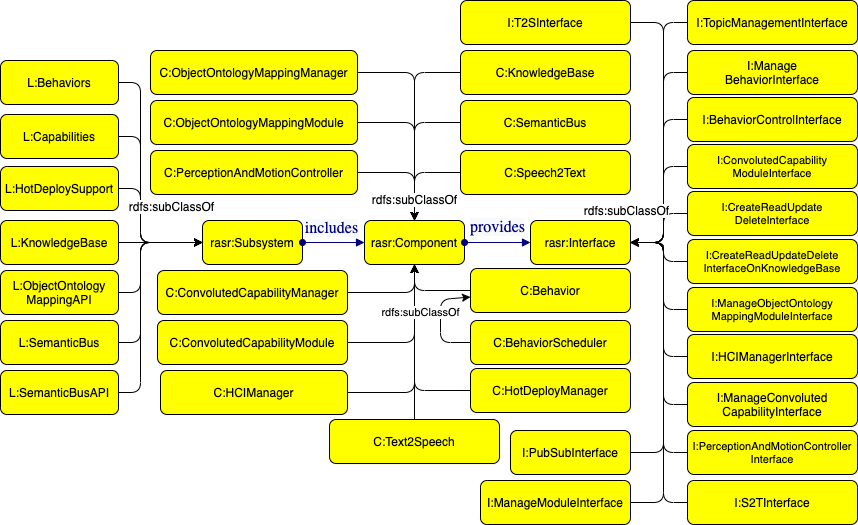 I:T2SInterface
I:TopicManagementInterface
C:ObjectOntologyMappingManager
C:KnowledgeBase
I:Manage
BehaviorInterface
L:Behaviors
C:ObjectOntologyMappingModule
C:SemanticBus
I:BehaviorControlInterface
L:Capabilities
C:PerceptionAndMotionController
C:Speech2Text
I:ConvolutedCapability
ModuleInterface
L:HotDeploySupport
rdfs:subClassOf
rdfs:subClassOf
rdfs:subClassOf
I:CreateReadUpdate
DeleteInterface
L:KnowledgeBase
rasr:Subsystem
includes
rasr:Component
provides
rasr:Interface
I:CreateReadUpdateDelete
InterfaceOnKnowledgeBase
L:ObjectOntology
MappingAPI
C:ConvolutedCapabilityManager
C:Behavior
I:ManageObjectOntology
MappingModuleInterface
rdfs:subClassOf
L:SemanticBus
C:ConvolutedCapabilityModule
C:BehaviorScheduler
I:HCIManagerInterface
L:SemanticBusAPI
C:HCIManager
C:HotDeployManager
I:ManageConvoluted
CapabilityInterface
C:Text2Speech
I:PubSubInterface
I:PerceptionAndMotionController
Interface
I:ManageModuleInterface
I:S2TInterface